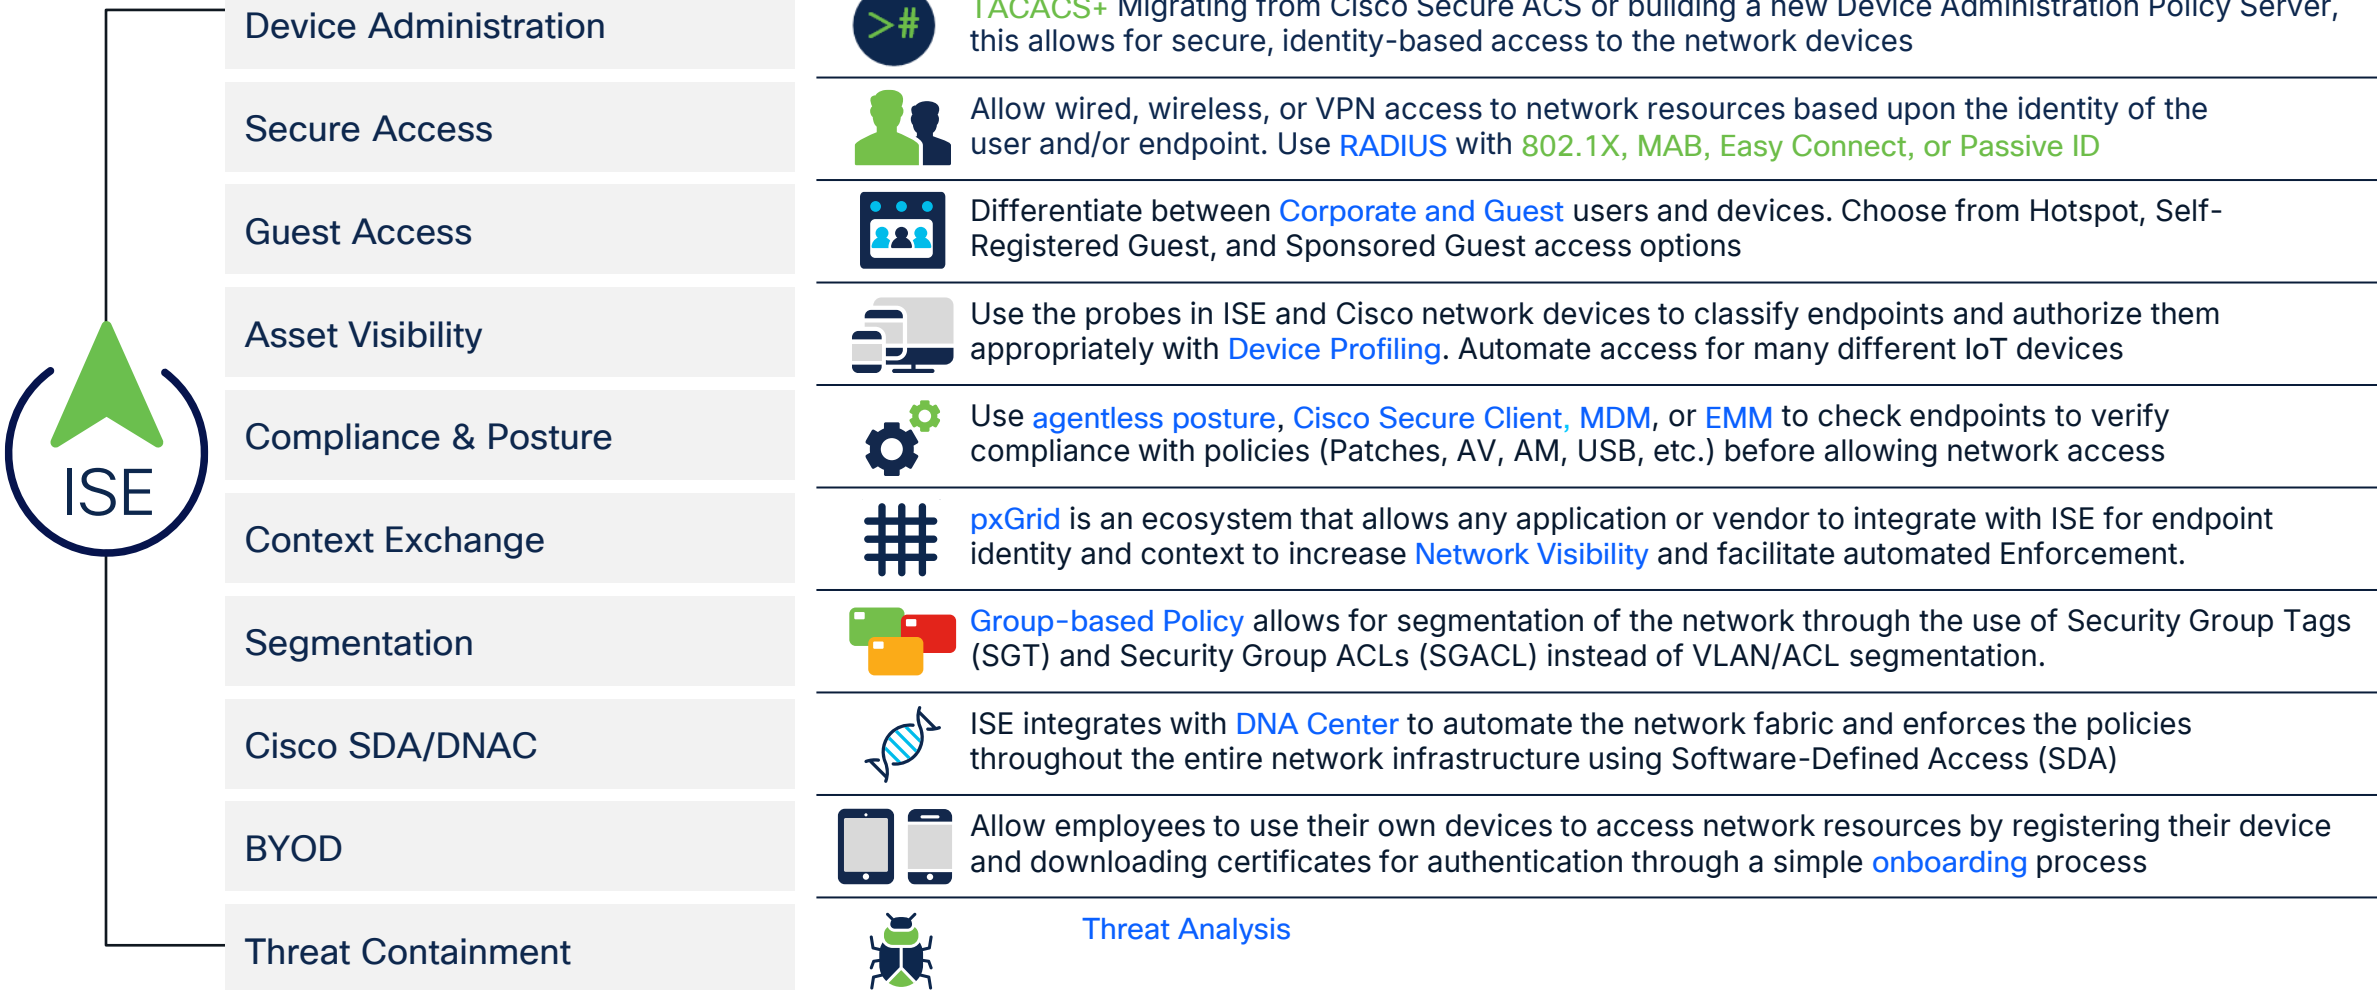 Device Administration
>#
TACACS+ Migrating from Cisco Secure ACS or building a new Device Administration Policy Server,
this allows for secure, identity-based access to the network devices
Secure Access
Allow wired, wireless, or VPN access to network resources based upon the identity of the
user and/or endpoint. Use RADIUS with 802.1X, MAB, Easy Connect, or Passive ID
Guest Access
Differentiate between Corporate and Guest users and devices. Choose from Hotspot, Self-
Registered Guest, and Sponsored Guest access options
Asset Visibility
Use the probes in ISE and Cisco network devices to classify endpoints and authorize them
appropriately with Device Profiling. Automate access for many different IoT devices
ISE
Compliance & Posture
Use agentless posture, Cisco Secure Client, MDM, or EMM to check endpoints to verify
compliance with policies (Patches, AV, AM, USB, etc.) before allowing network access
Context Exchange
pxGrid is an ecosystem that allows any application or vendor to integrate with ISE for endpoint
identity and context to increase Network Visibility and facilitate automated Enforcement.
Segmentation
Group-based Policy allows for segmentation of the network through the use of Security Group Tags
(SGT) and Security Group ACLs (SGACL) instead of VLAN/ACL segmentation.
Cisco SDA/DNAC
ISE integrates with DNA Center to automate the network fabric and enforces the policies
throughout the entire network infrastructure using Software-Defined Access (SDA)
BYOD
Allow employees to use their own devices to access network resources by registering their device
and downloading certificates for authentication through a simple onboarding process
Threat Containment
Threat Analysis